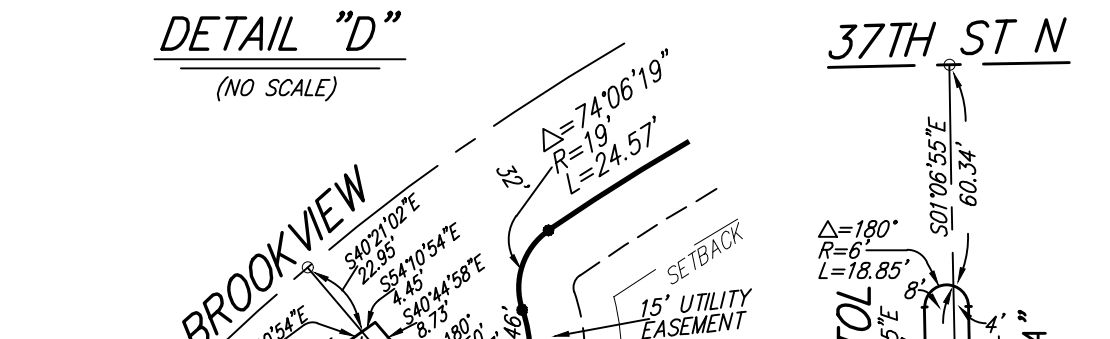 DETAIL "D"
(NO SCALE)
37TH ST N
△=74°06'19"
R=19'
L=24.57'
32'
BROOKVIEW
S40°21'02"E
22.95'
S54°10'54"E
4.45'
S40°44'58"E
8.73'
SETBACK
15' UTILITY
EASEMENT
S01°06'55"E
60.34'
△=180°
R=6'
L=18.85'
8'
4'